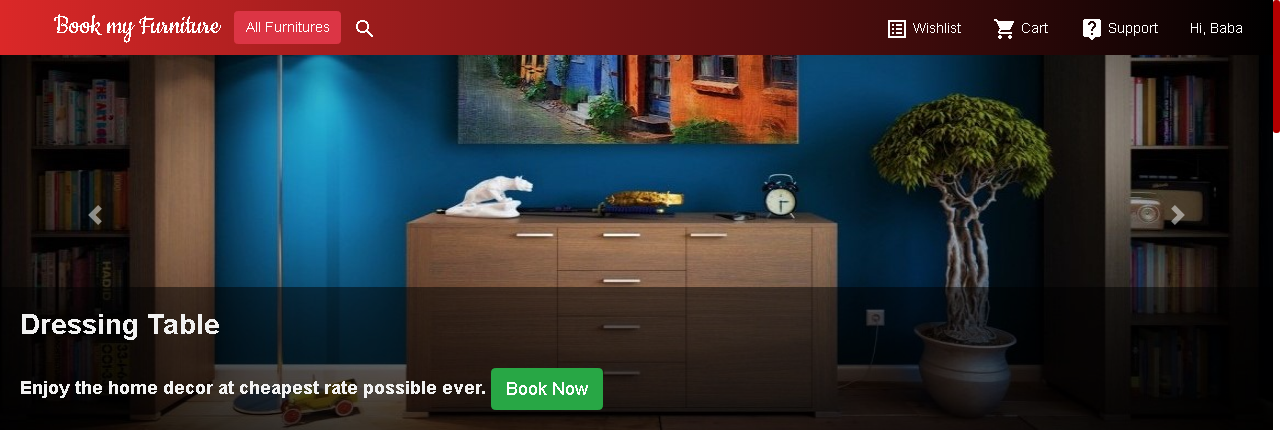 Book my Furniture
All Furnitures
Wishlist
Cart
Support
Hi, Baba
Dressing Table
Enjoy the home decor at cheapest rate possible ever. Book Now